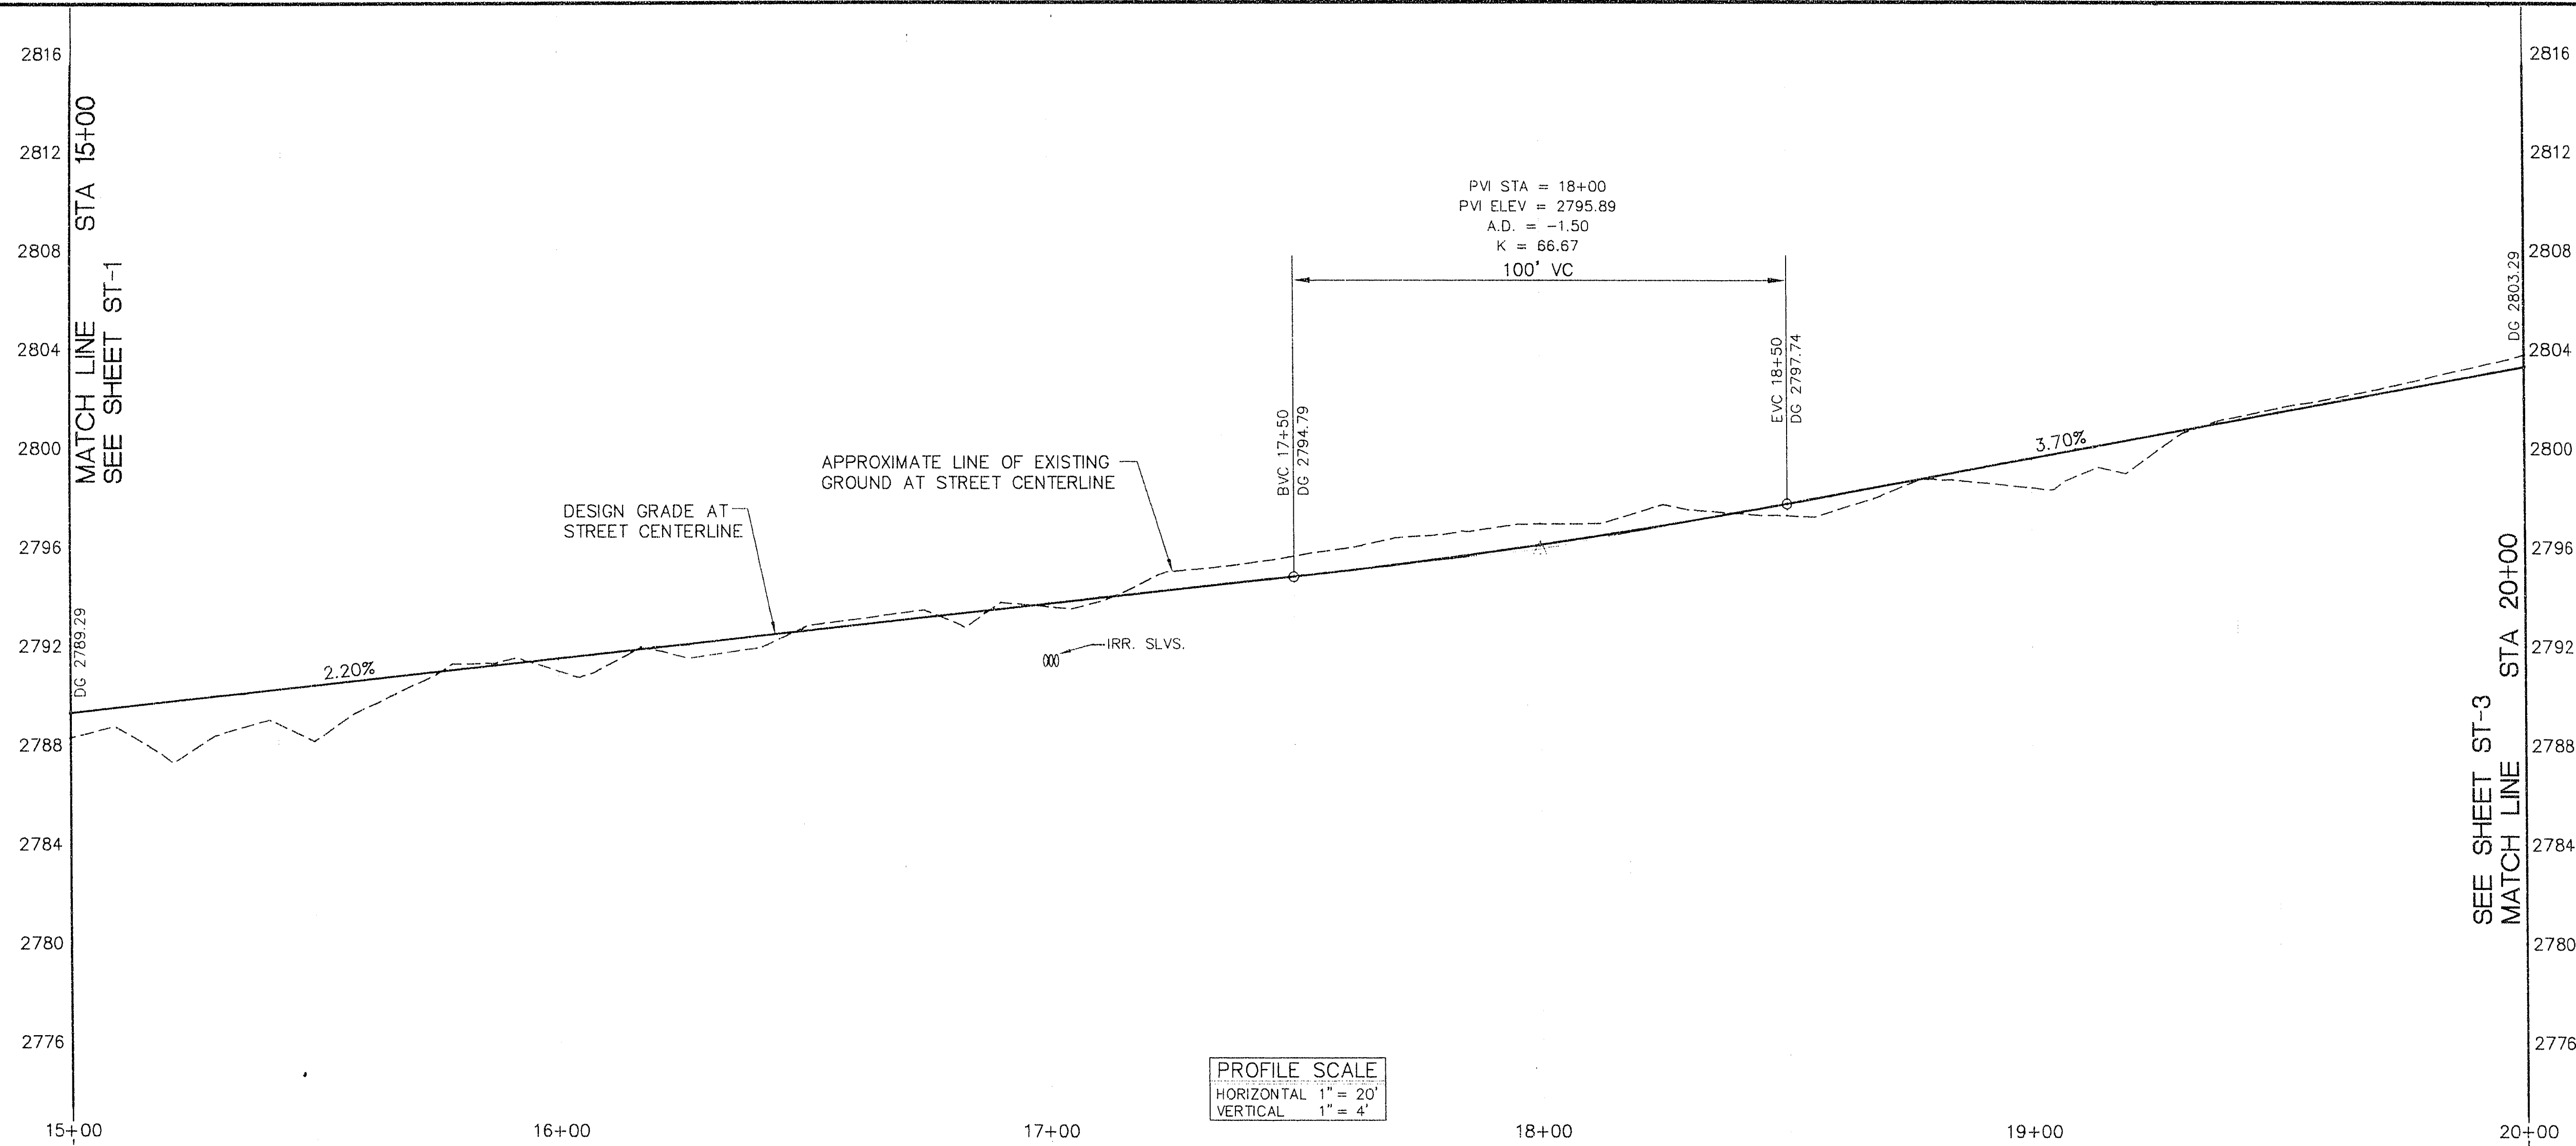 2816
2812
2808
2804
2800
2796
2792
2788
2784
2780
2776
MATCH LINE STA 15+00
SEE SHEET ST-1
DG 2789.29
2.20%
DESIGN GRADE AT
STREET CENTERLINE
APPROXIMATE LINE OF EXISTING
GROUND AT STREET CENTERLINE
IRR. SLVS.
PVI STA = 18+00
PVI ELEV = 2795.89
A.D. = -1.50
K = 66.67
100' VC
BVC 17+50
DG 2794.79
EVC 18+50
DG 2797.74
3.70%
DG 2803.29
SEE SHEET ST-3
MATCH LINE STA 20+00
2816
2812
2808
2804
2800
2796
2792
2788
2784
2780
2776
PROFILE SCALE
HORIZONTAL 1" = 20'
VERTICAL 1" = 4'
15+00
16+00
17+00
18+00
19+00
20+00